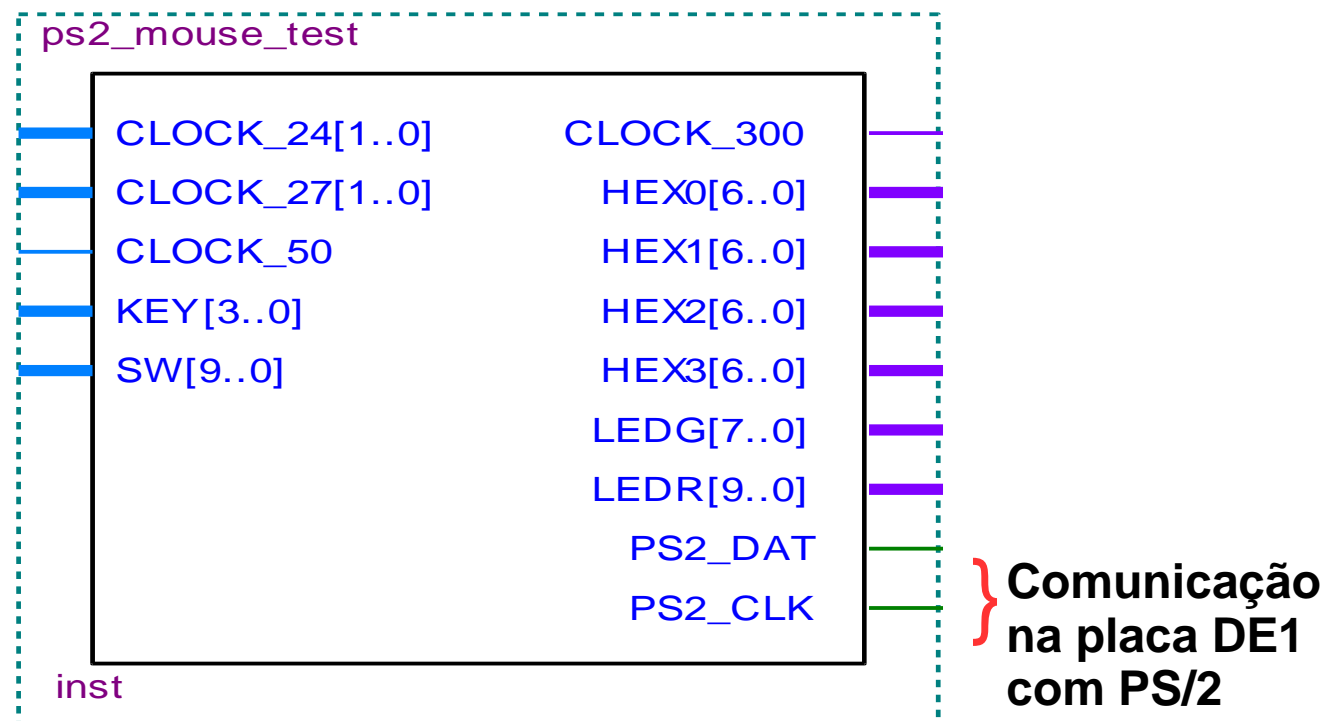 ps2_mouse_test
CLOCK_24[1..0] CLOCK_300
CLOCK_27[1..0] HEX0[6..0]
CLOCK_50 HEX1[6..0]
KEY[3..0] HEX2[6..0]
SW[9..0] HEX3[6..0]
LEDG[7..0]
LEDR[9..0]
PS2_DAT
PS2_CLK
inst
}Comunicação
na placa DE1
com PS/2